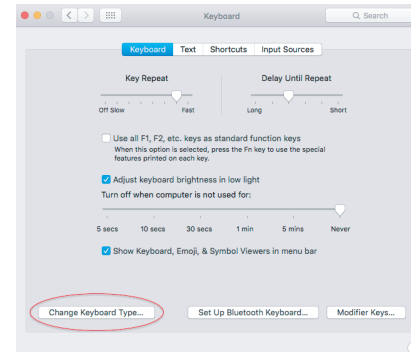 Keyboard
Search
Keyboard Text Shortcuts Input Sources
Key Repeat Delay Until Repeat
Off Slow Fast Long Short
Use all F1, F2, etc. keys as standard function keys
When this option is selected, press the Fn key to use the special
features printed on each key.
Adjust keyboard brightness in low light
Turn off when computer is not used for:
5 secs 10 secs 30 secs 1 min 5 mins Never
Show Keyboard, Emoji, & Symbol Viewers in menu bar
Change Keyboard Type... Set Up Bluetooth Keyboard... Modifier Keys...